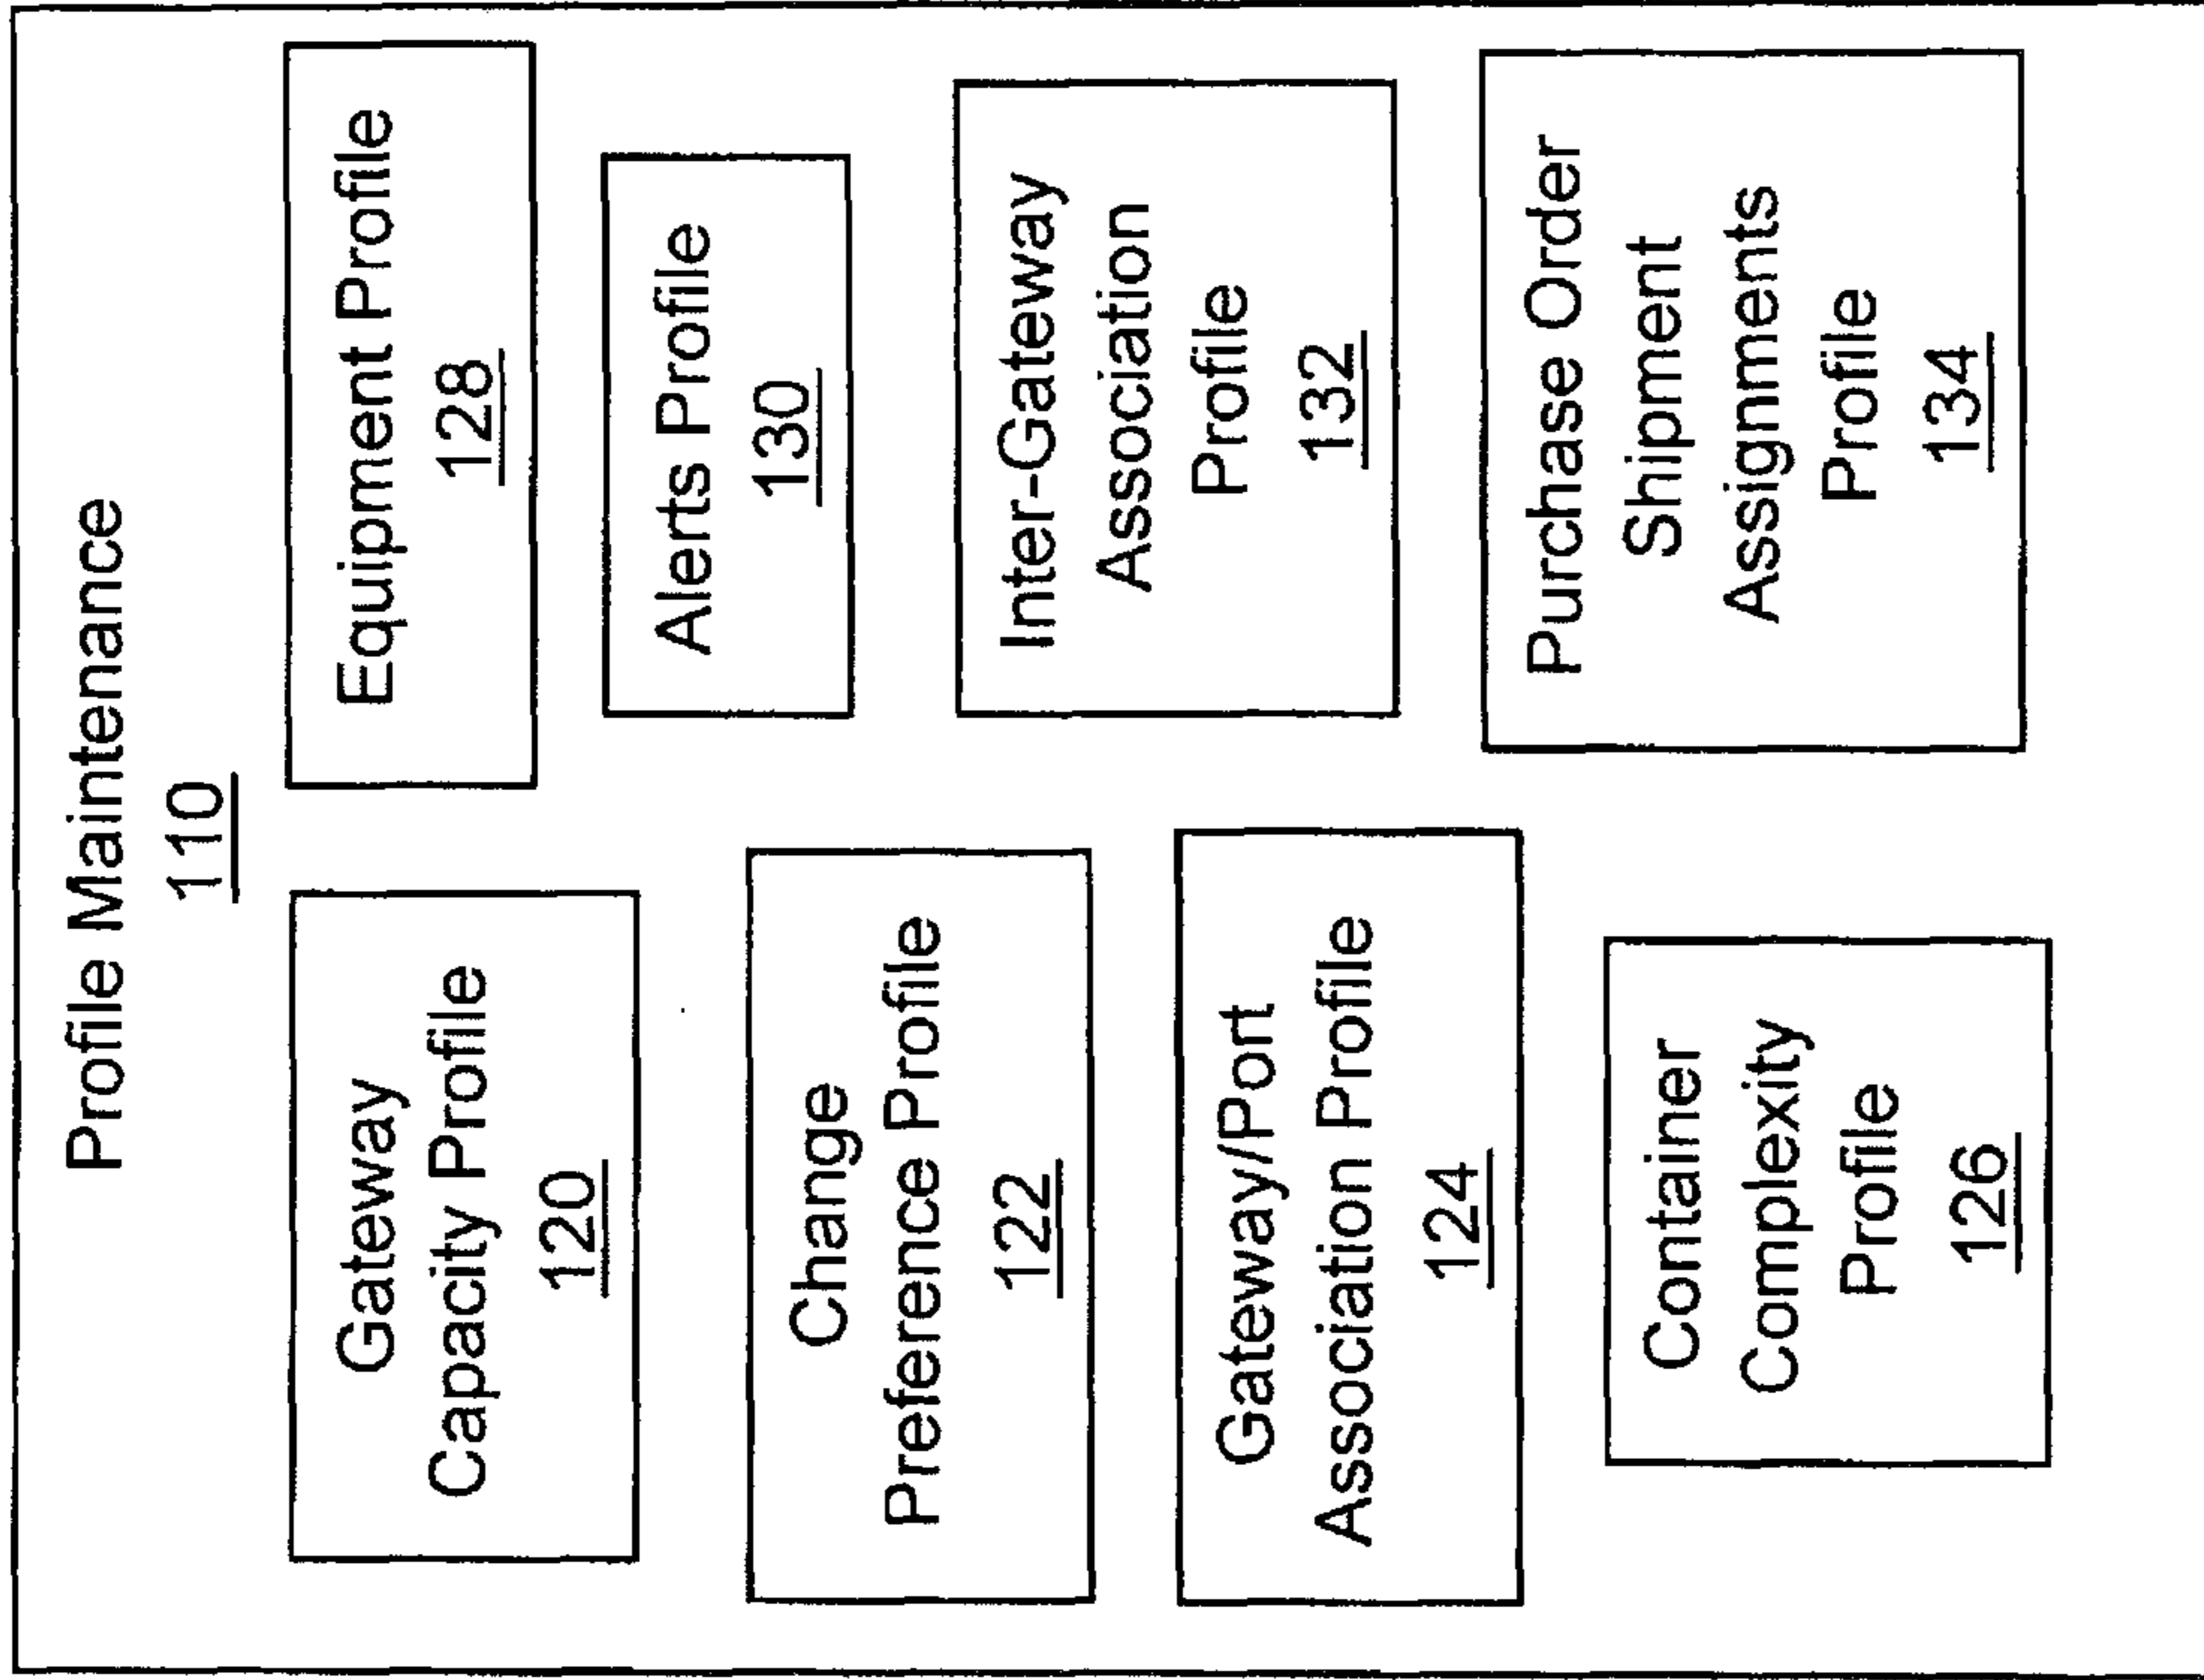 Profile Maintenance
110
Gateway
Capacity Profile
120
Change
Preference Profile
122
Gateway/Port
Association Profile
124
Container
Complexity
Profile
126
Equipment Profile
128
Alerts Profile
130
Inter-Gateway
Association
Profile
132
Purchase Order
Shipment
Assignments
Profile
134